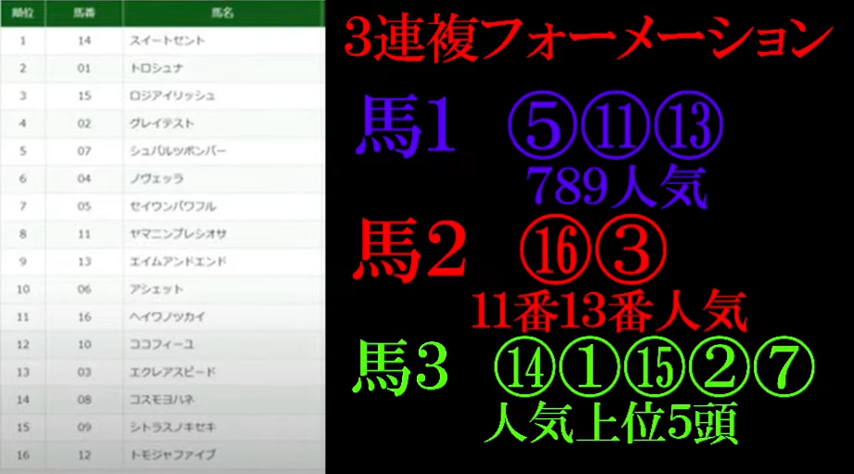 順位 馬番 馬名
1 14 スイートセント
2 01 トロシュナ
3 15 ロジアイリッシュ
4 02 グレイテスト
5 07 シュバルツボンバー
6 04 ノヴェッラ
7 05 セイウンパワフル
8 11 ヤマニンプレシオサ
9 13 エイムアンドエンド
10 06 アシェット
11 16 ヘイワノツカイ
12 10 ココフィーユ
13 03 エクレアスピード
14 08 コスモヨハネ
15 09 シトラスノキセキ
16 12 トモジャファイブ
3連複フォーメーション
馬1 ⑤⑪⑬
789人気
馬2 ⑯③
11番13番人気
馬3 ⑭①⑮②⑦
人気上位5頭